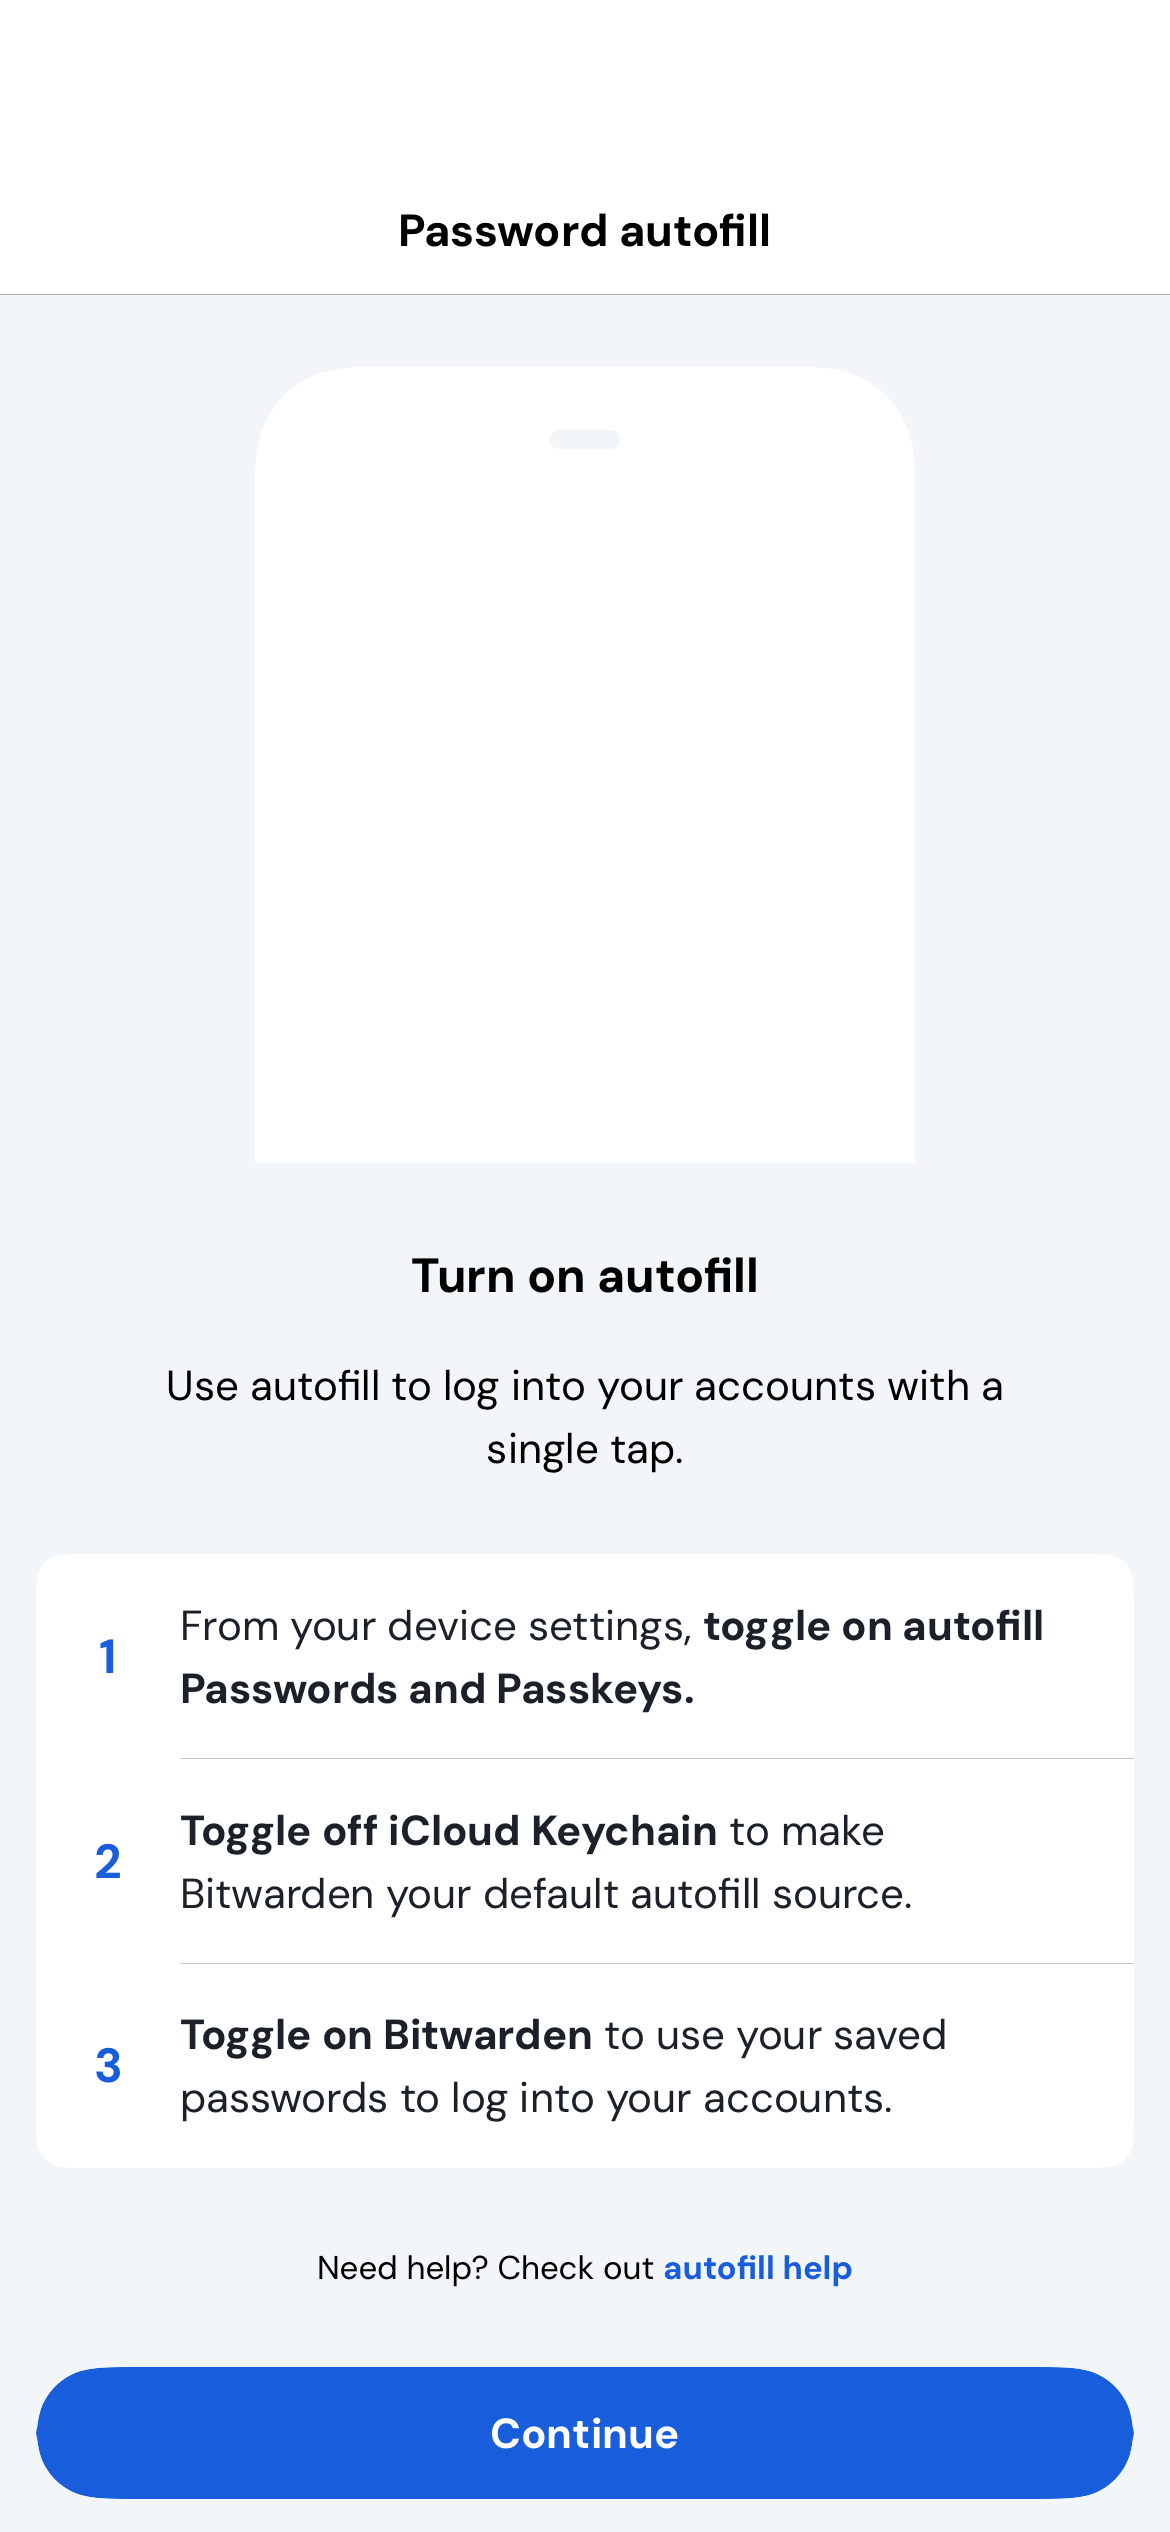 Password autofill
Turn on autofill
Use autofill to log into your accounts with a
single tap.
1
From your device settings, toggle on autofill
Passwords and Passkeys.
2
Toggle off iCloud Keychain to make
Bitwarden your default autofill source.
3
Toggle on Bitwarden to use your saved
passwords to log into your accounts.
Need help? Check out autofill help
Continue